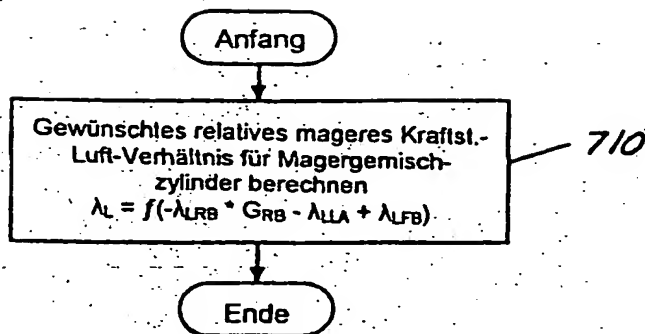 Anfang
Gewünschtes relatives mageres Kraftst.-
Luft-Verhältnis für Magergemisch-
zylinder berechnen
λL = f(-λLRB * GRB - λLLA + λLFB)
710
Ende